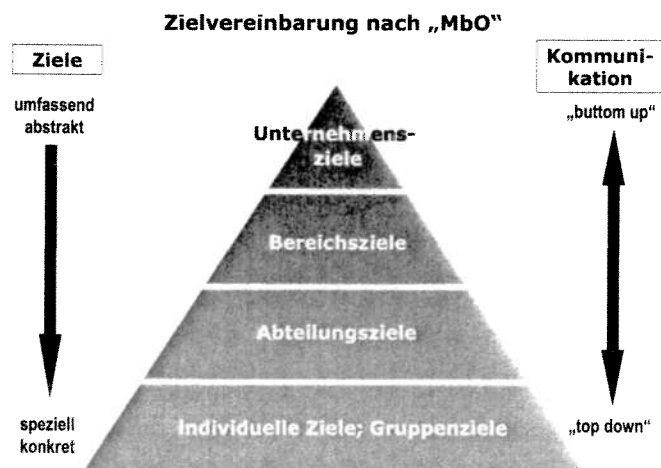 Zielvereinbarung nach „MbO“
Ziele
umfassend
abstrakt
speziell
konkret
Unternehmens-
ziele
Bereichsziele
Abteilungsziele
Individuelle Ziele; Gruppenziele
Kommuni-
kation
„buttom up“
„top down“